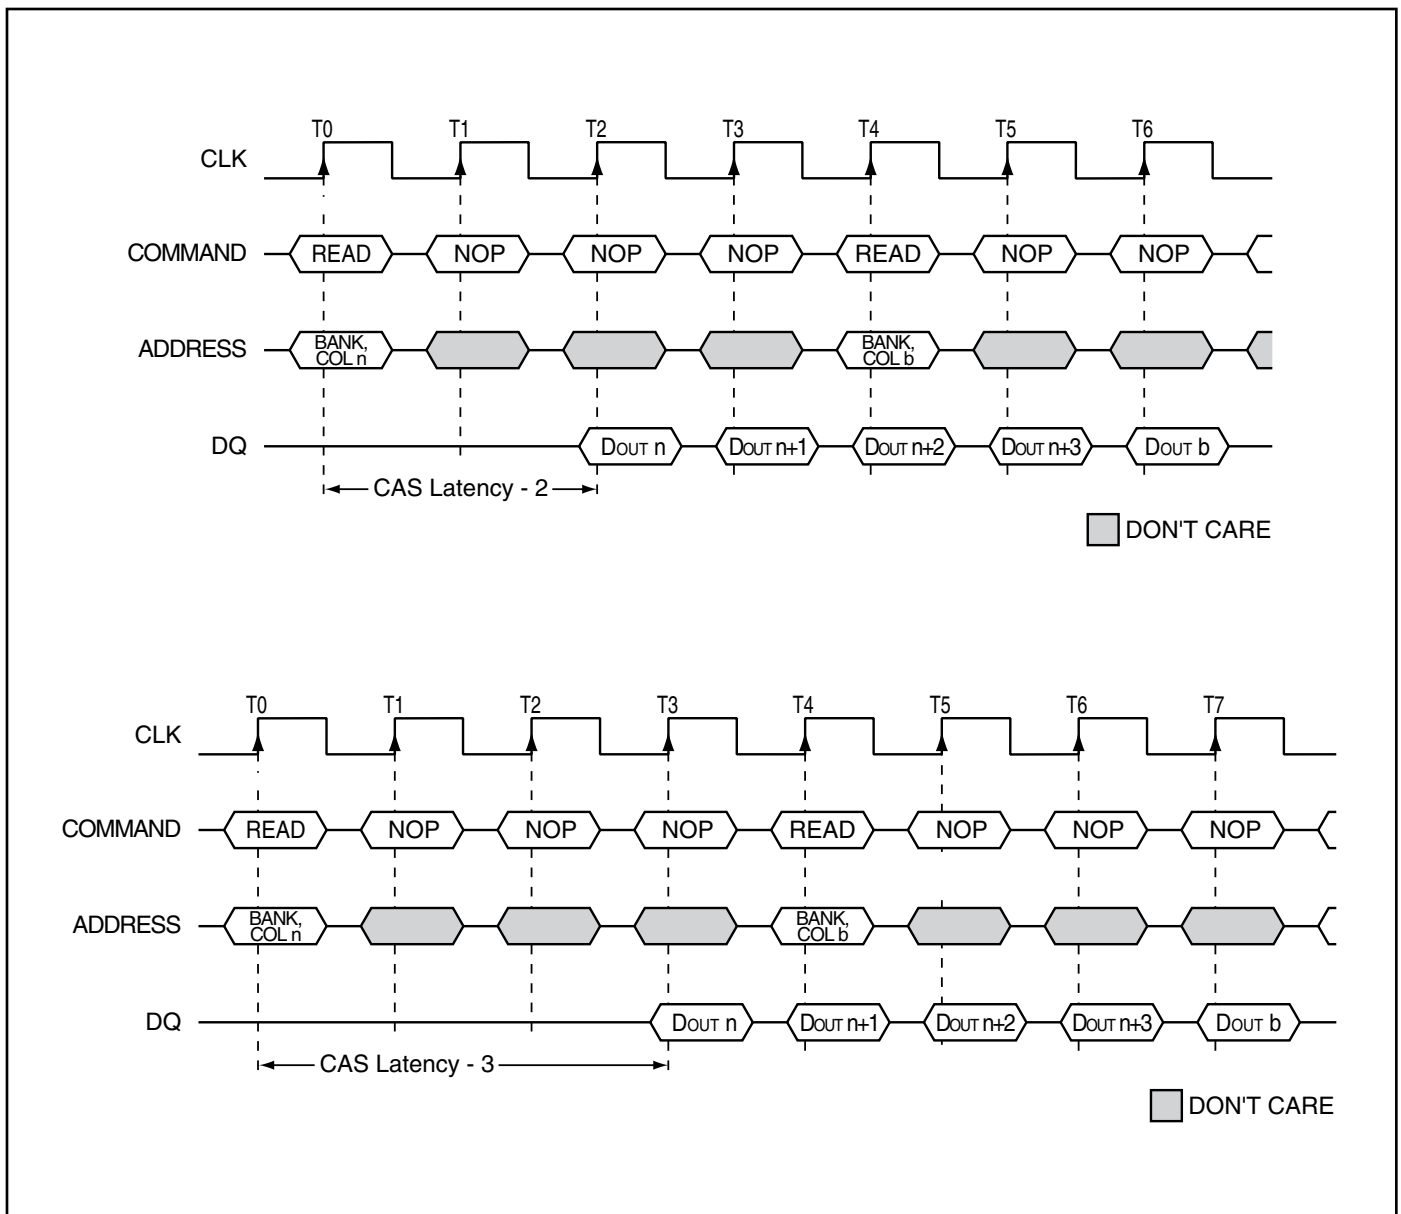 T0 T1 T2 T3 T4 T5 T6
CLK
COMMAND READ NOP NOP NOP READ NOP NOP
ADDRESS BANK, COL n BANK, COL b
DQ DOUT n DOUT n+1 DOUT n+2 DOUT n+3 DOUT b
CAS Latency - 2
DON'T CARE
T0 T1 T2 T3 T4 T5 T6 T7
CLK
COMMAND READ NOP NOP NOP READ NOP NOP NOP
ADDRESS BANK, COL n BANK, COL b
DQ DOUT n DOUT n+1 DOUT n+2 DOUT n+3 DOUT b
CAS Latency - 3
DON'T CARE